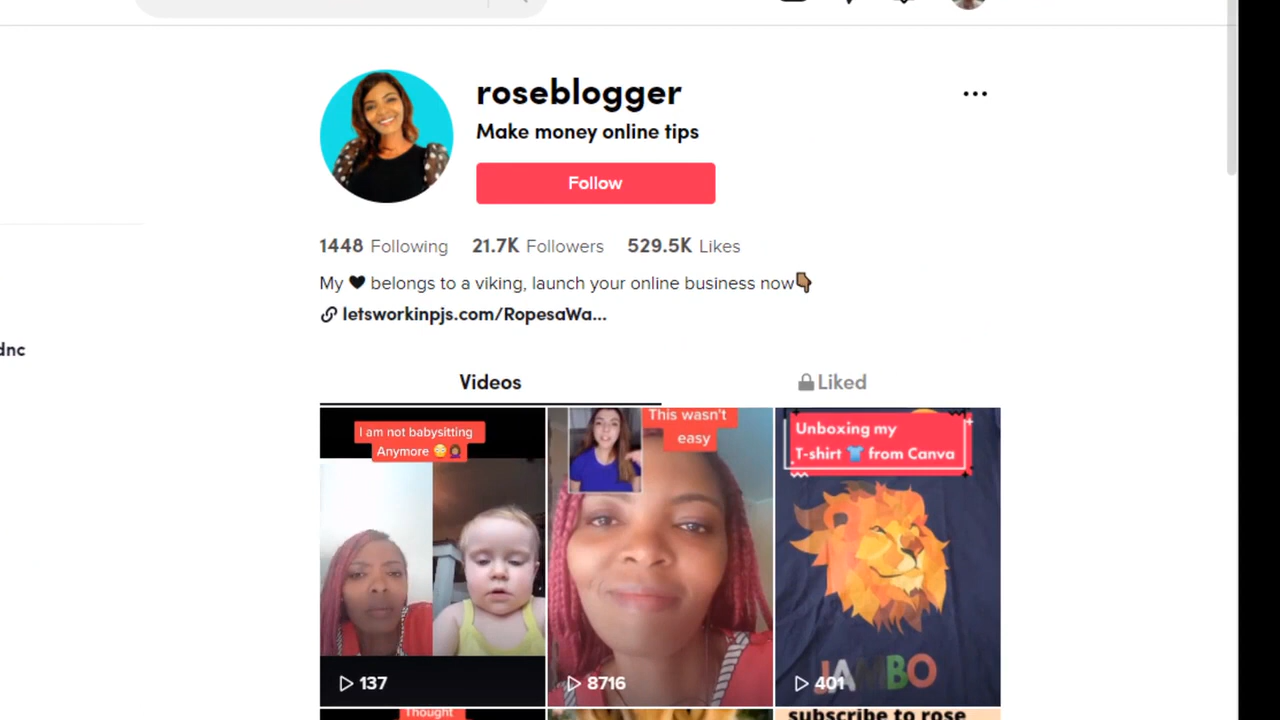 roseblogger
Make money online tips
Follow
1448 Following 21.7K Followers 529.5K Likes
My 🖤 belongs to a viking, launch your online business now👇🏾
letsworkinpjs.com/RopesaWa...
dnc
Videos
Liked
I am not babysitting
Anymore 😳🤦🏾‍♀️
137
This wasn't
easy
8716
Unboxing my
T-shirt 👕 from Canva
JAMBO
401
Thought
subscribe to rose